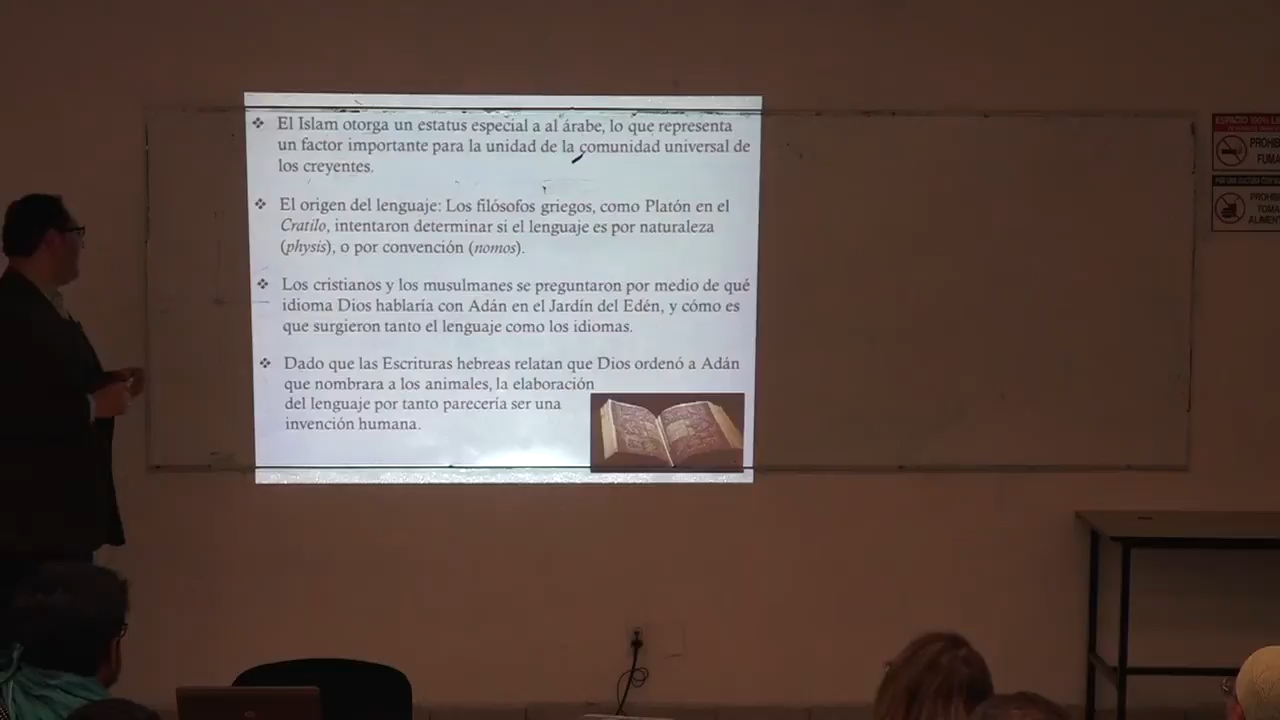 El Islam otorga un estatus especial a al árabe, lo que representa
un factor importante para la unidad de la comunidad universal de
los creyentes.
El origen del lenguaje: Los filósofos griegos, como Platón en el
Cratilo, intentaron determinar si el lenguaje es por naturaleza
(physis), o por convención (nomos).
Los cristianos y los musulmanes se preguntaron por medio de qué
idioma Dios hablaría con Adán en el Jardín del Edén, y cómo es
que surgieron tanto el lenguaje como los idiomas.
Dado que las Escrituras hebreas relatan que Dios ordenó a Adán
que nombrara a los animales, la elaboración
del lenguaje por tanto parecería ser una
invención humana.
ESPACIO 100% L
PROHIB
FUMA
PROHIB
TOMA
ALIMENT